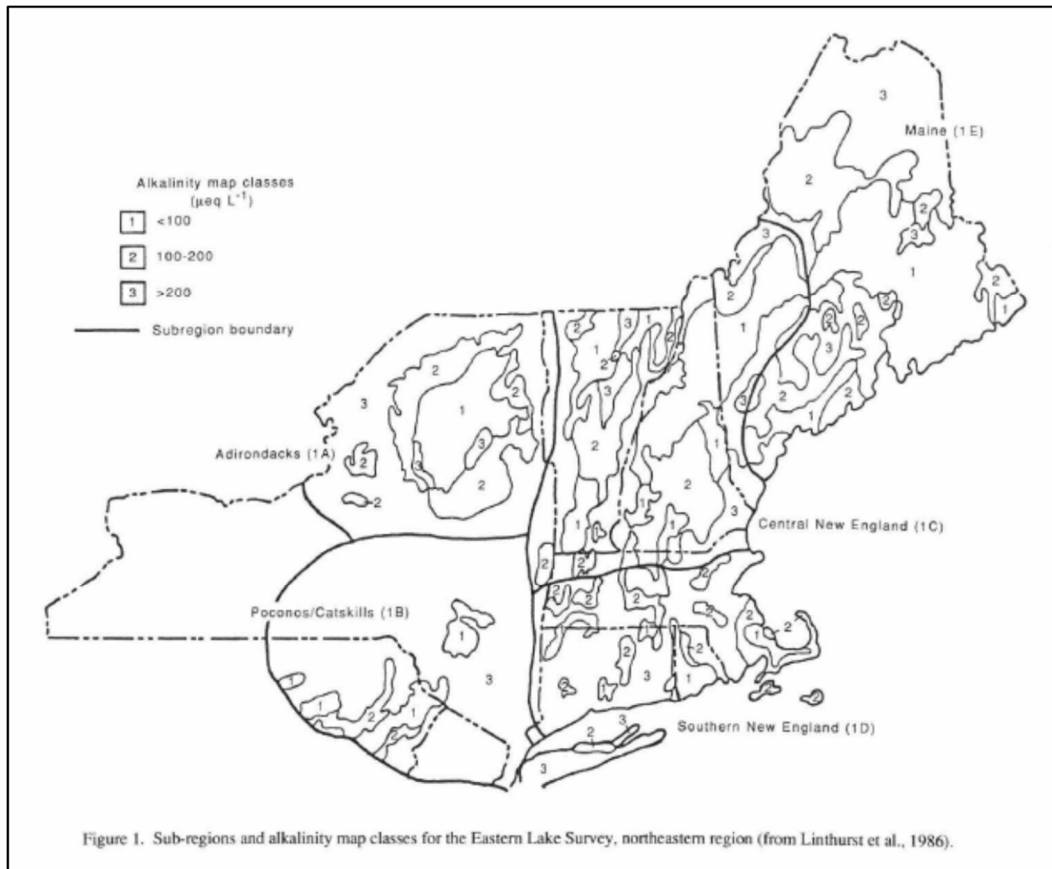 Alkalinity map classes
(µeq L⁻¹)
1 <100
2 100-200
3 >200
Subregion boundary
Maine (1E)
Adirondacks (1A)
Central New England (1C)
Poconos/Catskills (1B)
Southern New England (1D)
Figure 1. Sub-regions and alkalinity map classes for the Eastern Lake Survey, northeastern region (from Linthurst et al., 1986).